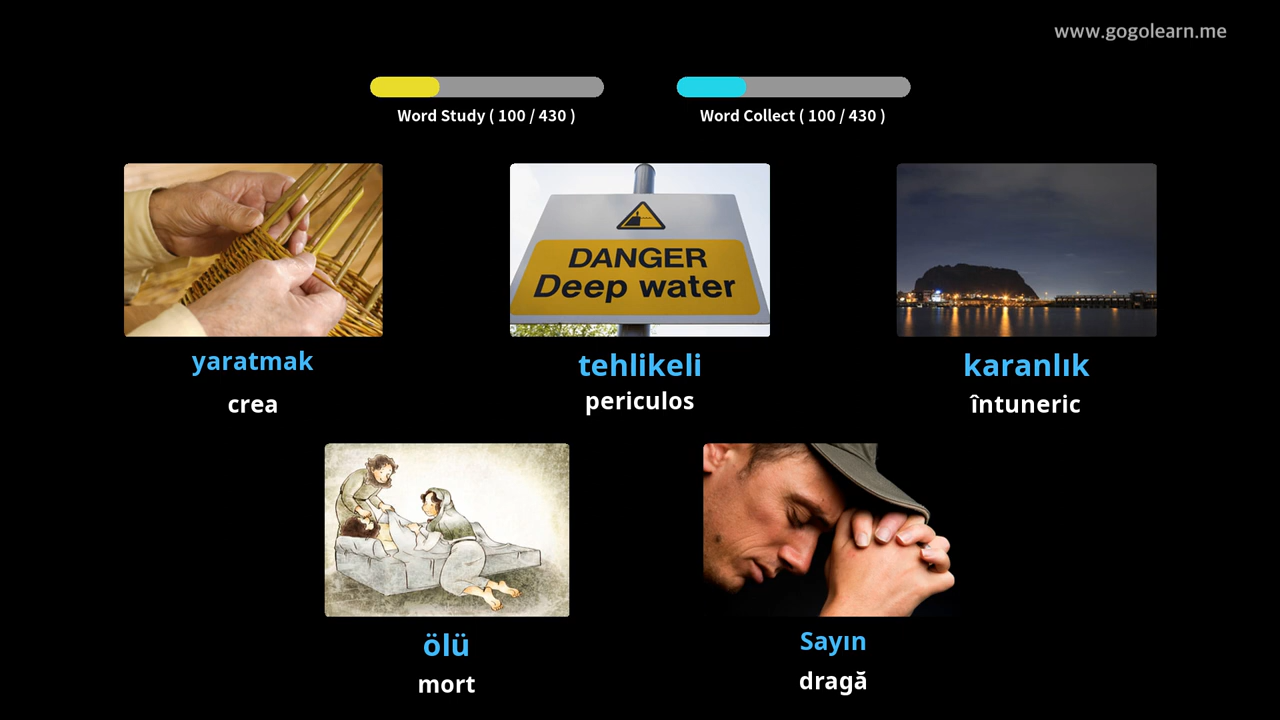 www.gogolearn.me
Word Study ( 100 / 430 )
Word Collect ( 100 / 430 )
DANGER
Deep water
yaratmak
crea
tehlikeli
periculos
karanlık
întuneric
ölü
mort
Sayın
dragă